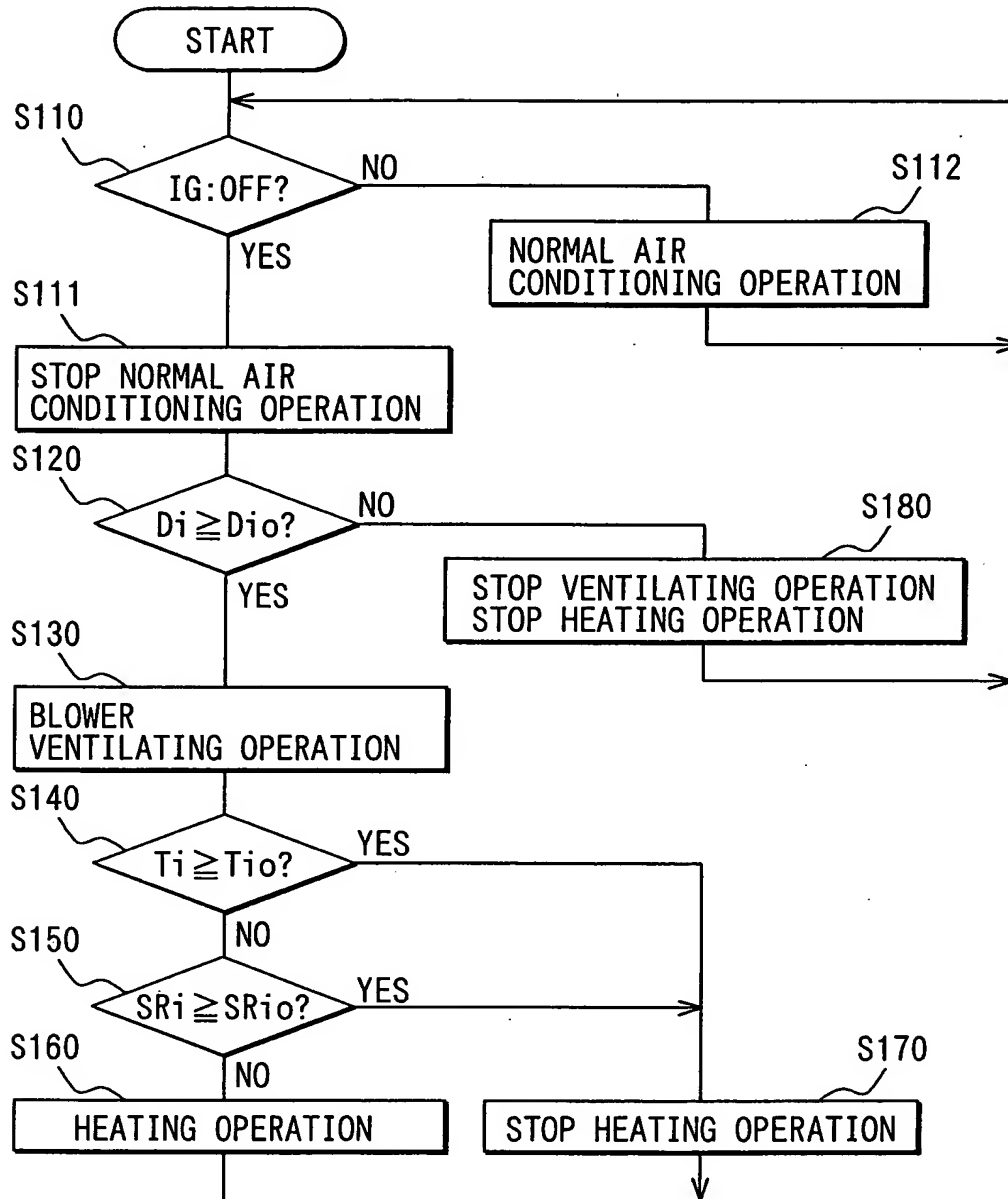 START
S110
IG:OFF?
NO
YES
S112
NORMAL AIR
CONDITIONING OPERATION
S111
STOP NORMAL AIR
CONDITIONING OPERATION
S120
Di≧Dio?
NO
YES
S180
STOP VENTILATING OPERATION
STOP HEATING OPERATION
S130
BLOWER
VENTILATING OPERATION
S140
Ti≧Tio?
YES
NO
S150
SRi≧SRio?
YES
NO
S160
HEATING OPERATION
S170
STOP HEATING OPERATION